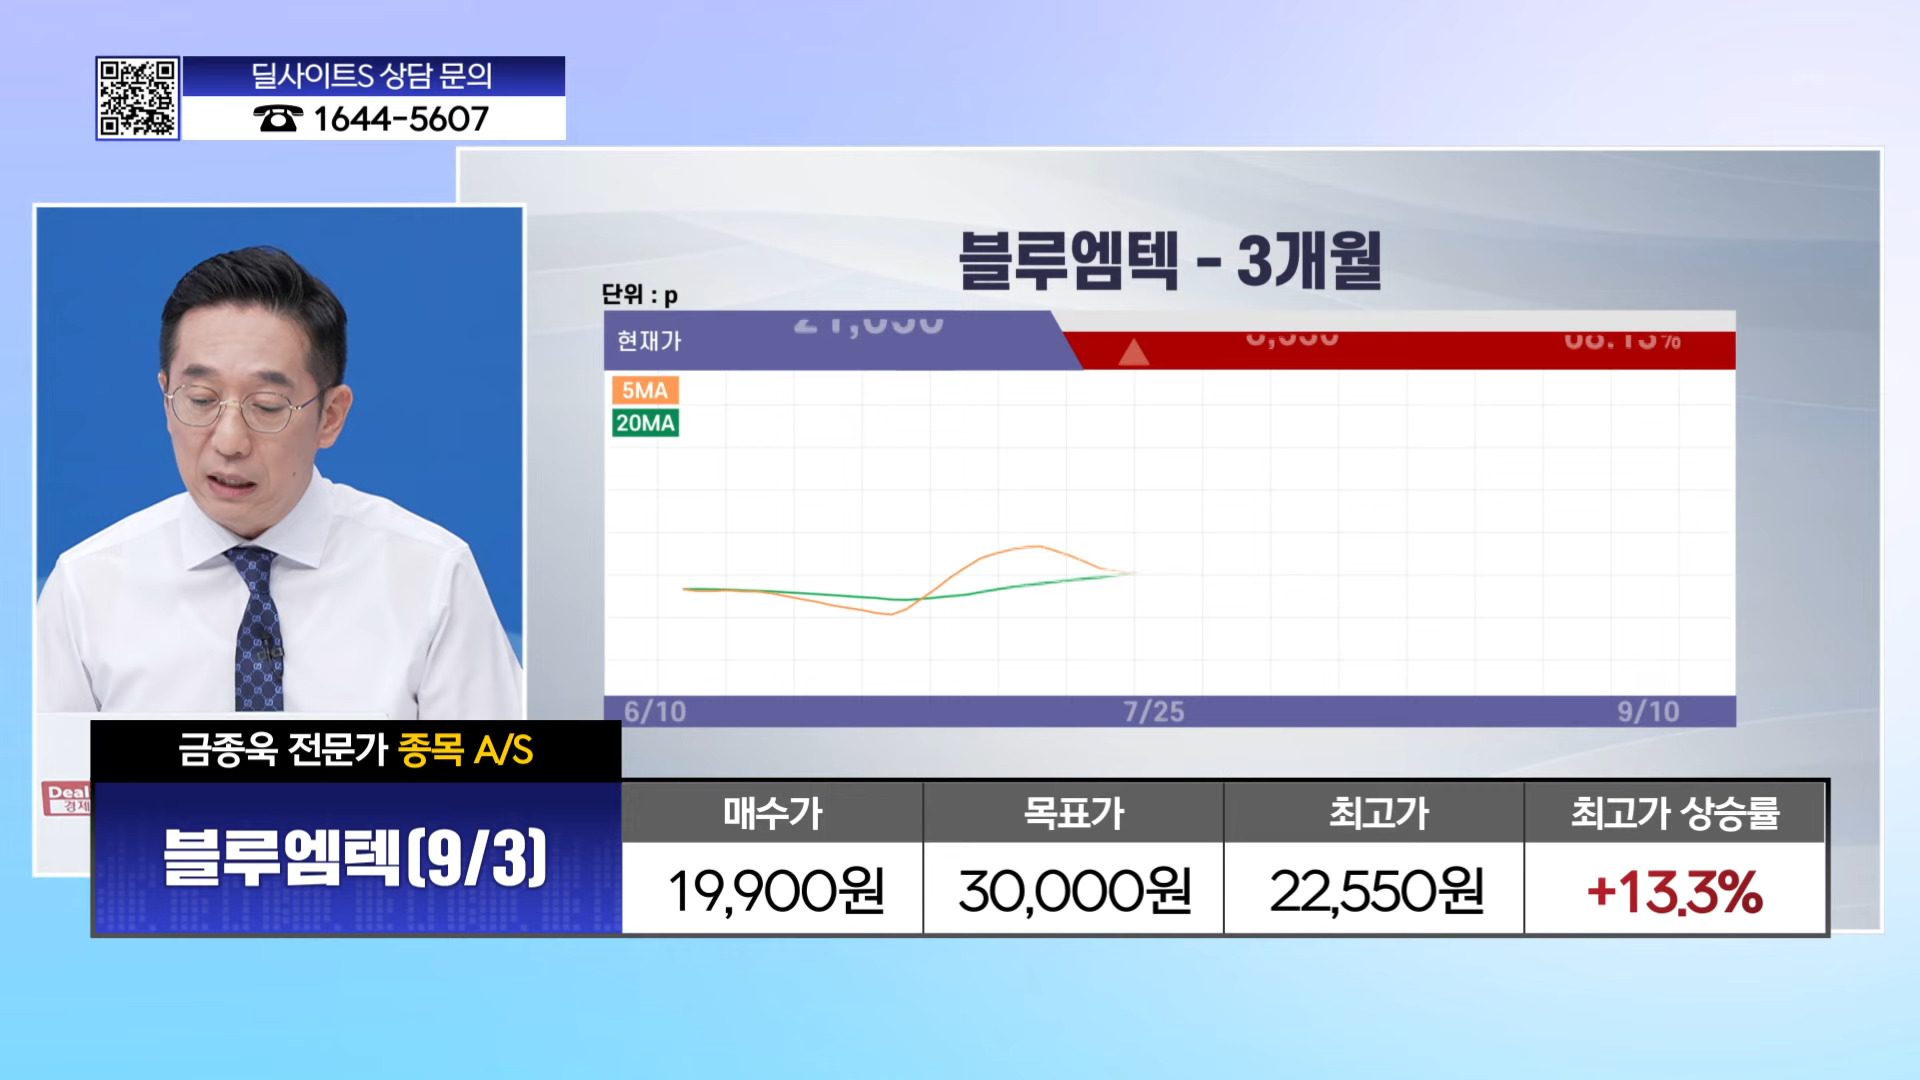 딜사이트S 상담 문의
☎ 1644-5607
블루엠텍 - 3개월
단위 : p
현재가
5MA
20MA
6/10 7/25 9/10
금종욱 전문가 종목 A/S
Deal
경제
블루엠텍(9/3)
매수가 목표가 최고가 최고가 상승률
19,900원 30,000원 22,550원 +13.3%